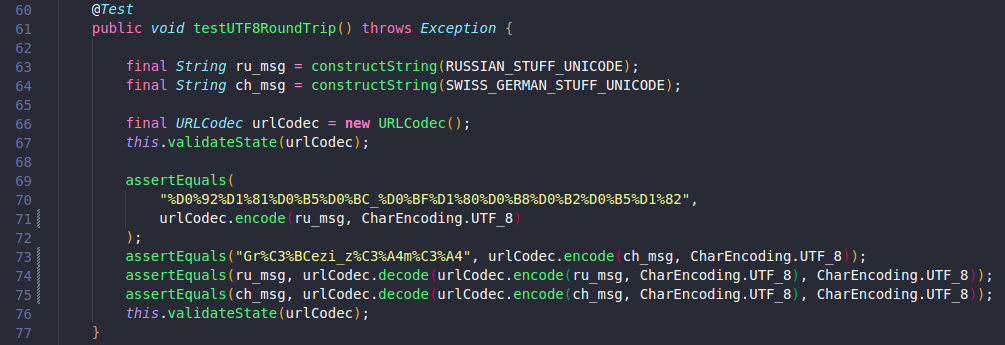 60 @Test
61 public void testUTF8RoundTrip() throws Exception {
62
63 final String ru_msg = constructString(RUSSIAN_STUFF_UNICODE);
64 final String ch_msg = constructString(SWISS_GERMAN_STUFF_UNICODE);
65
66 final URLCodec urlCodec = new URLCodec();
67 this.validateState(urlCodec);
68
69 assertEquals(
70 "%D0%92%D1%81%D0%B5%D0%BC_%D0%BF%D1%80%D0%B8%D0%B2%D0%B5%D1%82",
71 urlCodec.encode(ru_msg, CharEncoding.UTF_8)
72 );
73 assertEquals("Gr%C3%BCezi_z%C3%A4m%C3%A4", urlCodec.encode(ch_msg, CharEncoding.UTF_8));
74 assertEquals(ru_msg, urlCodec.decode(urlCodec.encode(ru_msg, CharEncoding.UTF_8), CharEncoding.UTF_8));
75 assertEquals(ch_msg, urlCodec.decode(urlCodec.encode(ch_msg, CharEncoding.UTF_8), CharEncoding.UTF_8));
76 this.validateState(urlCodec);
77 }